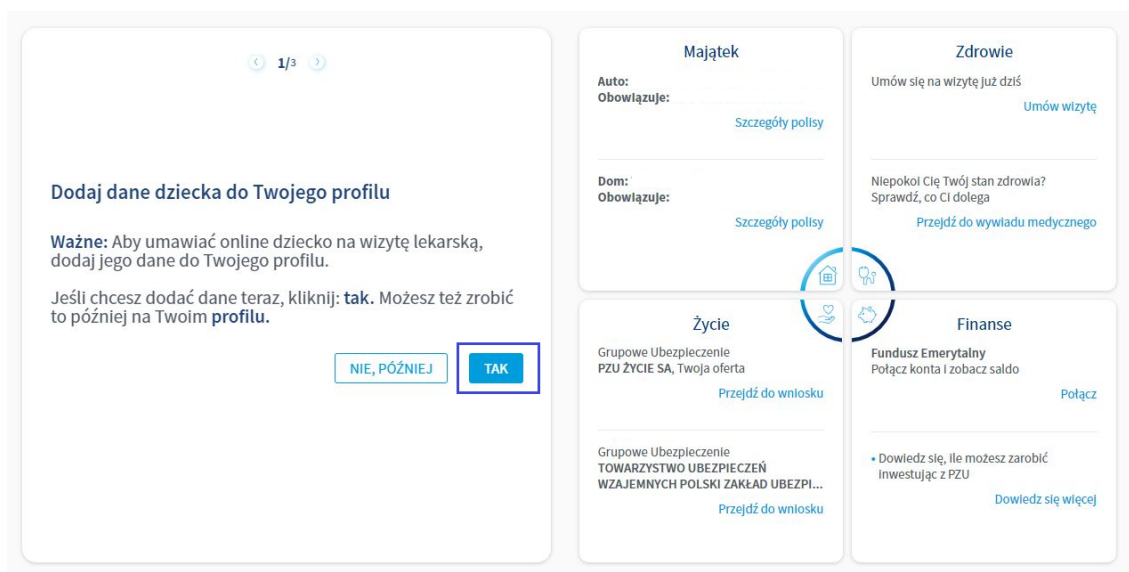 1/3
Dodaj dane dziecka do Twojego profilu
Ważne: Aby umawiać online dziecko na wizytę lekarską,
dodaj jego dane do Twojego profilu.
Jeśli chcesz dodać dane teraz, kliknij: tak. Możesz też zrobić
to później na Twoim profilu.
NIE, PÓŹNIEJ
TAK
Majątek
Auto:
Obowiązuje:
Szczegóły polisy
Dom:
Obowiązuje:
Szczegóły polisy
Zdrowie
Umów się na wizytę już dziś
Umów wizytę
Niepokoi Cię Twój stan zdrowia?
Sprawdź, co Ci dolega
Przejdź do wywiadu medycznego
Życie
Grupowe Ubezpieczenie
PZU ŻYCIE SA, Twoja oferta
Przejdź do wniosku
Grupowe Ubezpieczenie
TOWARZYSTWO UBEZPIECZEŃ
WZAJEMNYCH POLSKI ZAKŁAD UBEZPI...
Przejdź do wniosku
Finanse
Fundusz Emerytalny
Połącz konta i zobacz saldo
Połącz
• Dowiedz się, ile możesz zarobić
inwestując z PZU
Dowiedz się więcej